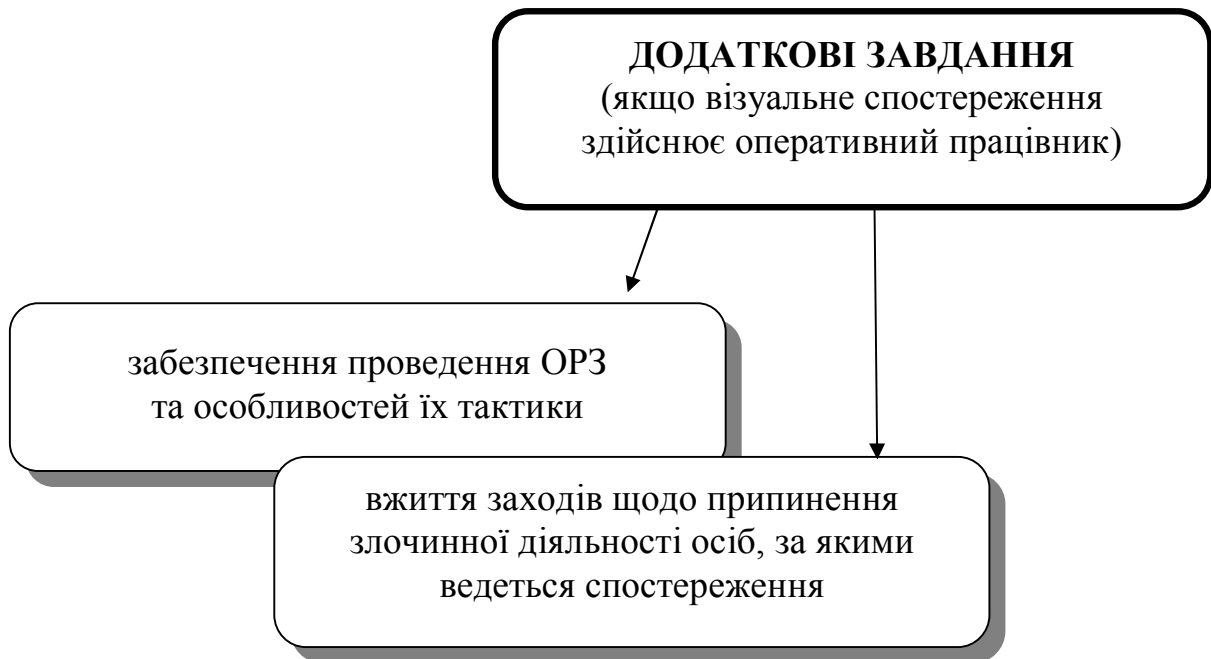 ДОДАТКОВІ ЗАВДАННЯ
(якщо візуальне спостереження
здійснює оперативний працівник)
забезпечення проведення ОРЗ
та особливостей їх тактики
вжиття заходів щодо припинення
злочинної діяльності осіб, за якими
ведеться спостереження